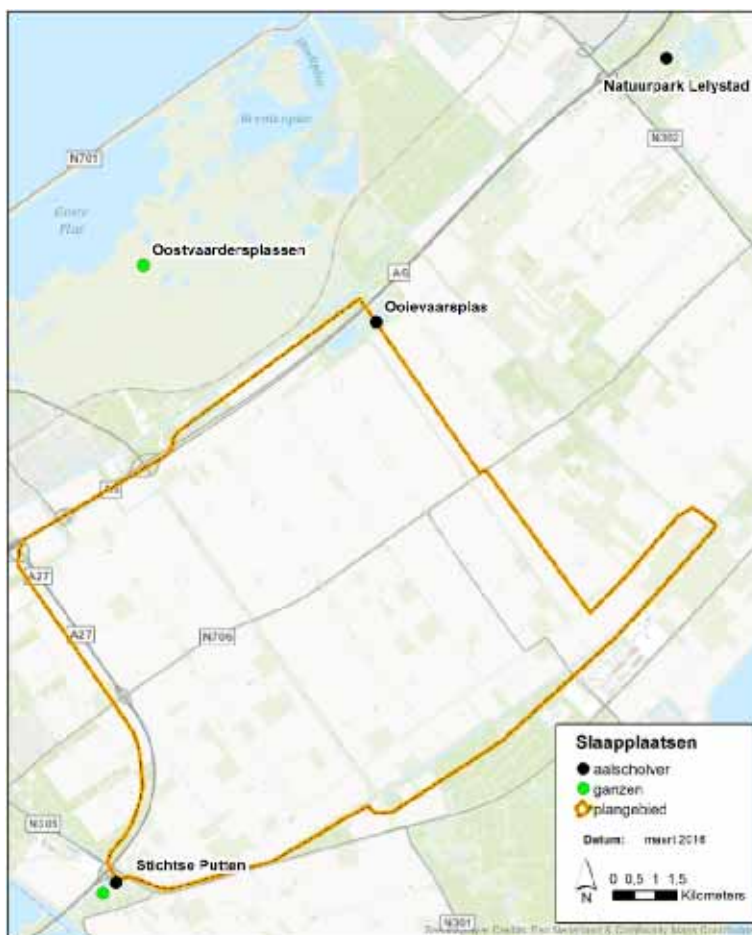 Natuurpark Lelystad
N302
N701
Oostvaardersplassen
A6
Ooievaarsplas
A6
A27
A27
N706
Stichtse Putten
N305
N301
Slaapplaatsen
aalscholver
ganzen
plangebied
Datum: maart 2016
0 0,5 1 1,5
Kilometers
N